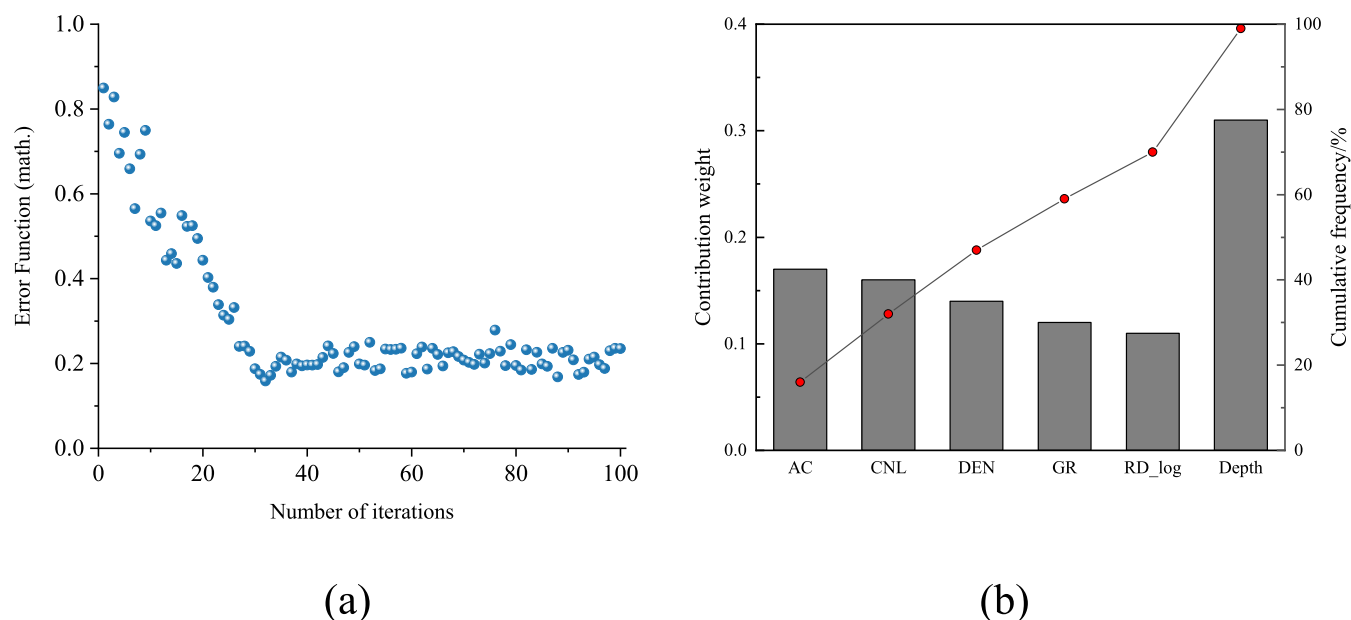 1.0
0.8
0.6
0.4
0.2
0.0
0
20
40
60
80
100
Error Function (math.)
Number of iterations
(a)
0.4
0.3
0.2
0.1
0.0
Contribution weight
AC
CNL
DEN
GR
RD_log
Depth
100
80
60
40
20
0
Cumulative frequency/%
(b)